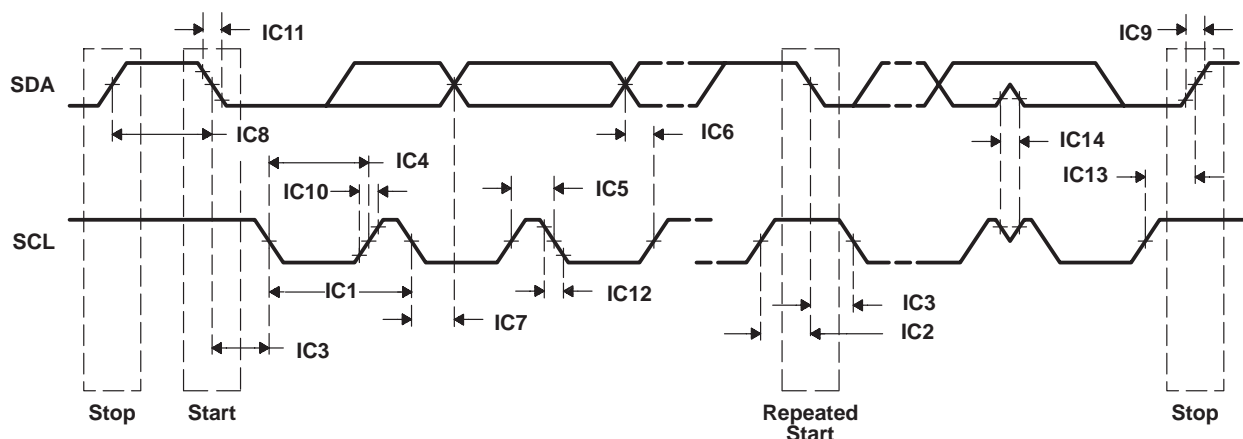 IC11
IC9
SDA
IC8
IC6
IC4
IC14
IC10
IC5
IC13
SCL
IC1
IC12
IC7
IC3
IC3
IC2
Stop
Start
Repeated
Start
Stop